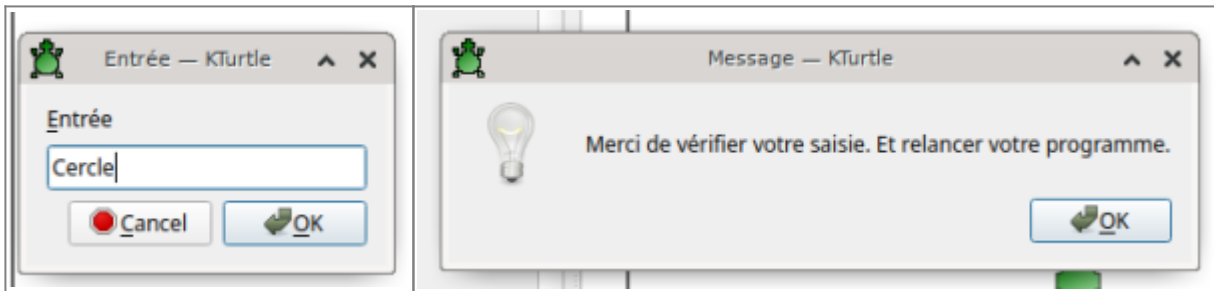 Entrée — KTurtle
Entrée
Cercle
Cancel
OK
Message — KTurtle
Merci de vérifier votre saisie. Et relancer votre programme.
OK